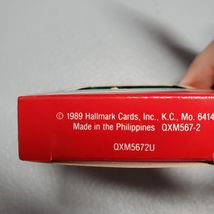 © 1989 Hallmark Cards, Inc., K.C., Mo. 6414
Made in the Philippines QXM567-2
QXM5672U